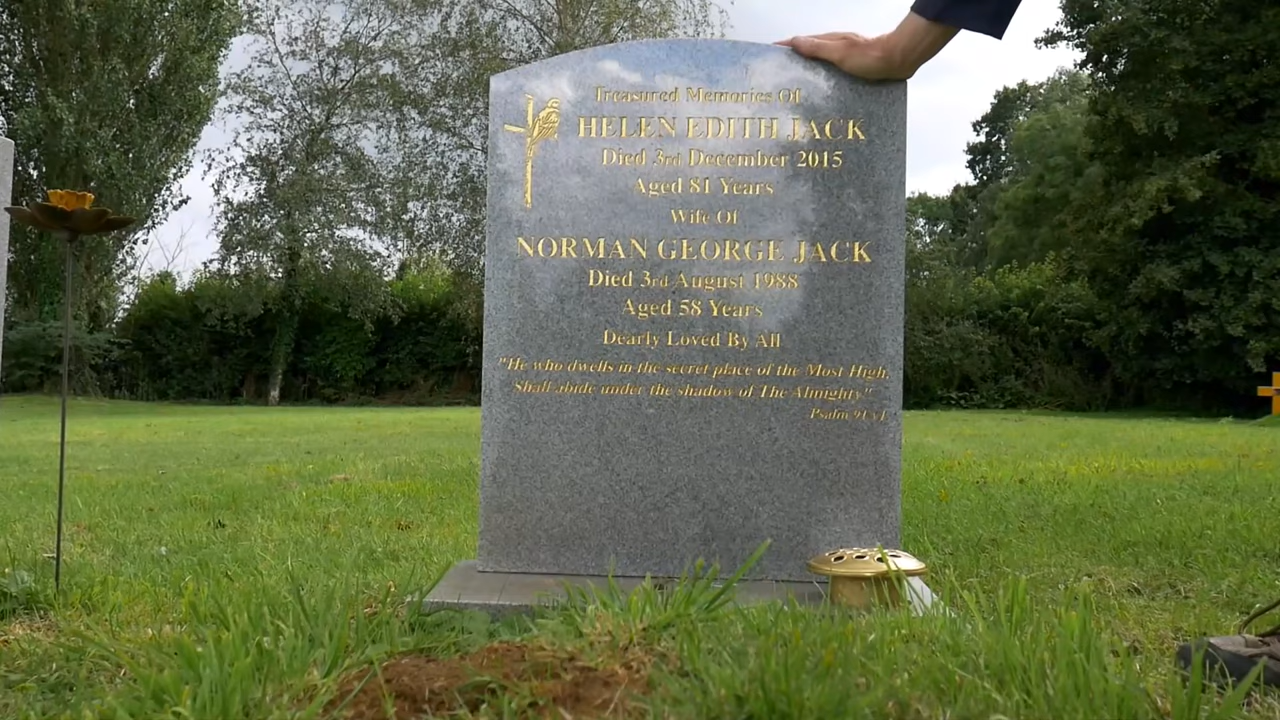 Treasured Memories Of
HELEN EDITH JACK
Died 3rd December 2015
Aged 81 Years
Wife Of
NORMAN GEORGE JACK
Died 3rd August 1988
Aged 58 Years
Dearly Loved By All
"He who dwells in the secret place of the Most High,
Shall abide under the shadow of The Almighty"
Psalm 91 v1